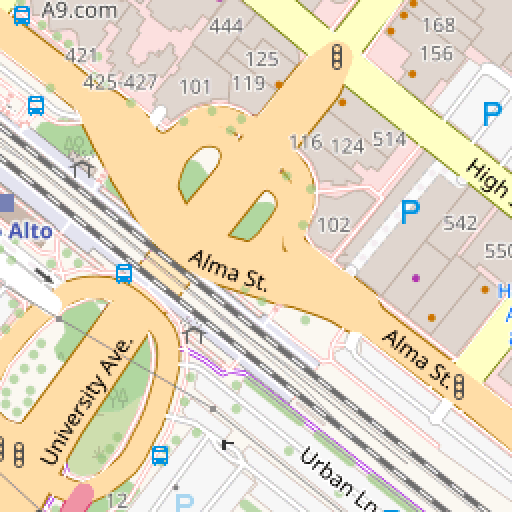 A9.com
444
168
421
125
156
425-427
101
119
P
116
124
514
High
P
102
542
Alto
550
Alma St.
H
Alma St.
University Ave.
Urban Ln.
12
P